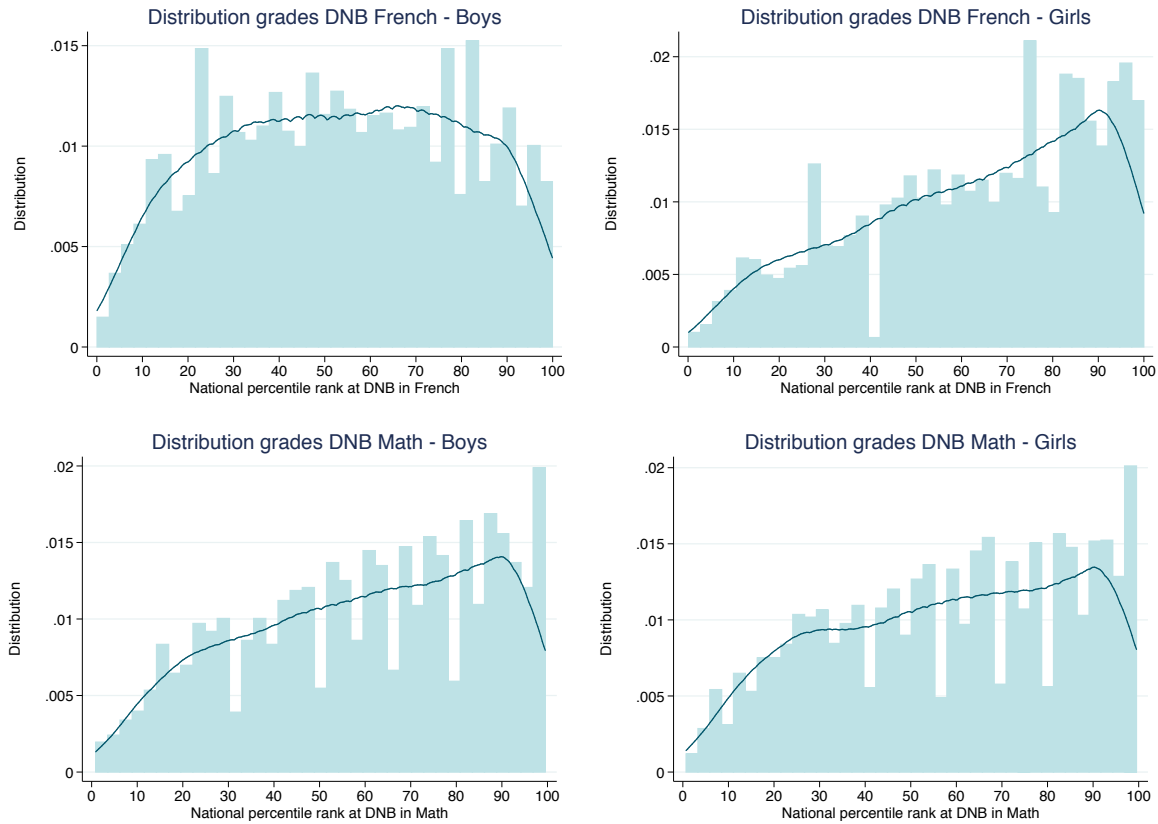 Distribution grades DNB French - Boys
.015
.01
.005
0
Distribution
0 10 20 30 40 50 60 70 80 90 100
National percentile rank at DNB in French
Distribution grades DNB French - Girls
.02
.015
.01
.005
0
Distribution
0 10 20 30 40 50 60 70 80 90 100
National percentile rank at DNB in French
Distribution grades DNB Math - Boys
.02
.015
.01
.005
0
Distribution
0 10 20 30 40 50 60 70 80 90 100
National percentile rank at DNB in Math
Distribution grades DNB Math - Girls
.02
.015
.01
.005
0
Distribution
0 10 20 30 40 50 60 70 80 90 100
National percentile rank at DNB in Math